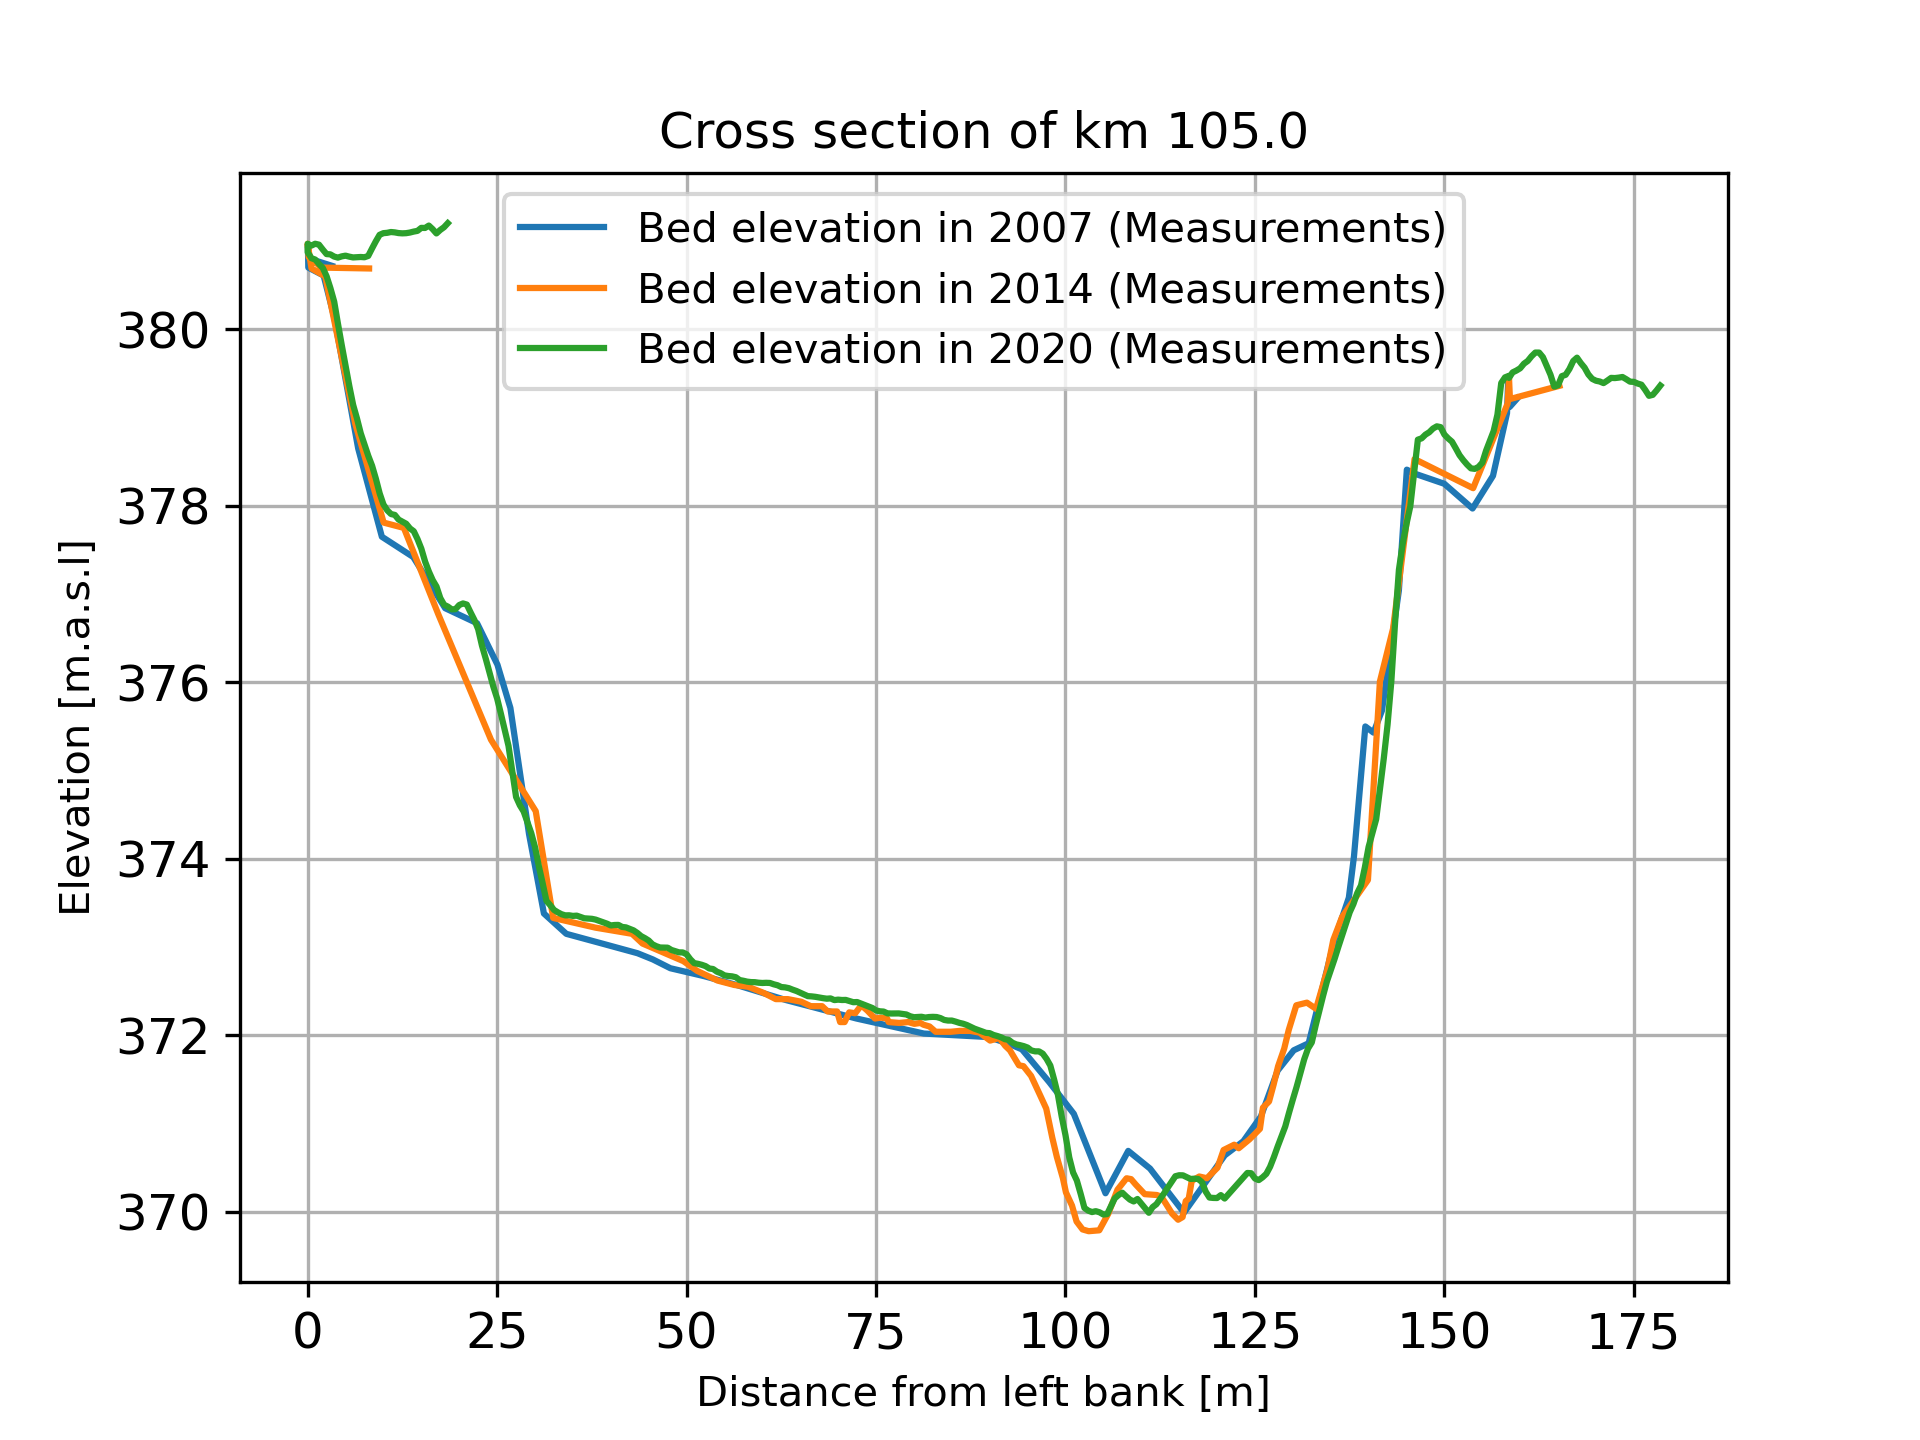 Cross section of km 105.0
Bed elevation in 2007 (Measurements)
Bed elevation in 2014 (Measurements)
Bed elevation in 2020 (Measurements)
Elevation [m.a.s.l]
380
378
376
374
372
370
0 25 50 75 100 125 150 175
Distance from left bank [m]